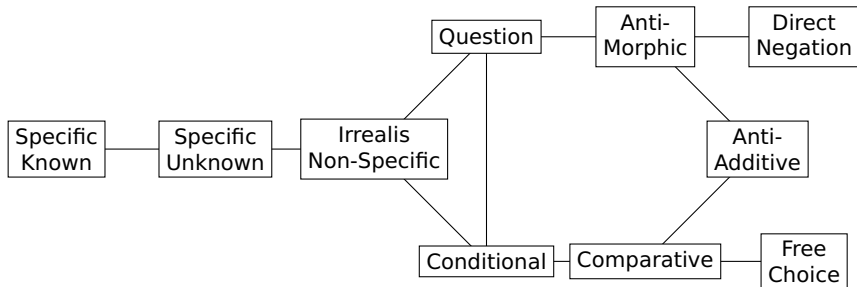 Question
Anti-
Morphic
Direct
Negation
Specific
Known
Specific
Unknown
Irrealis
Non-Specific
Anti-
Additive
Conditional
Comparative
Free
Choice